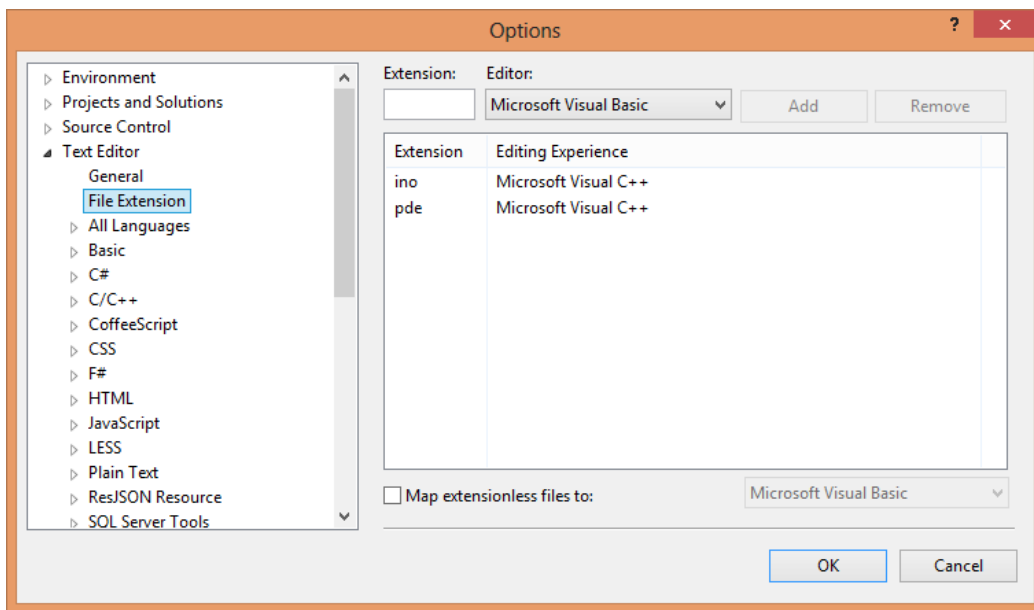 Options
?
×
Environment
Projects and Solutions
Source Control
Text Editor
General
File Extension
All Languages
Basic
C#
C/C++
CoffeeScript
CSS
F#
HTML
JavaScript
LESS
Plain Text
ResJSON Resource
SQL Server Tools
Extension: Editor:
Microsoft Visual Basic Add Remove
Extension Editing Experience
ino Microsoft Visual C++
pde Microsoft Visual C++
Map extensionless files to: Microsoft Visual Basic
OK Cancel